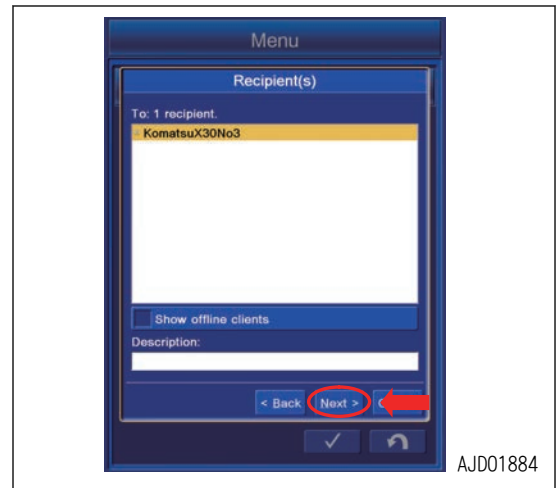 Menu
Recipient(s)
To: 1 recipient.
KomatsuX30No3
Show offline clients
Description:
< Back Next >
AJD01884